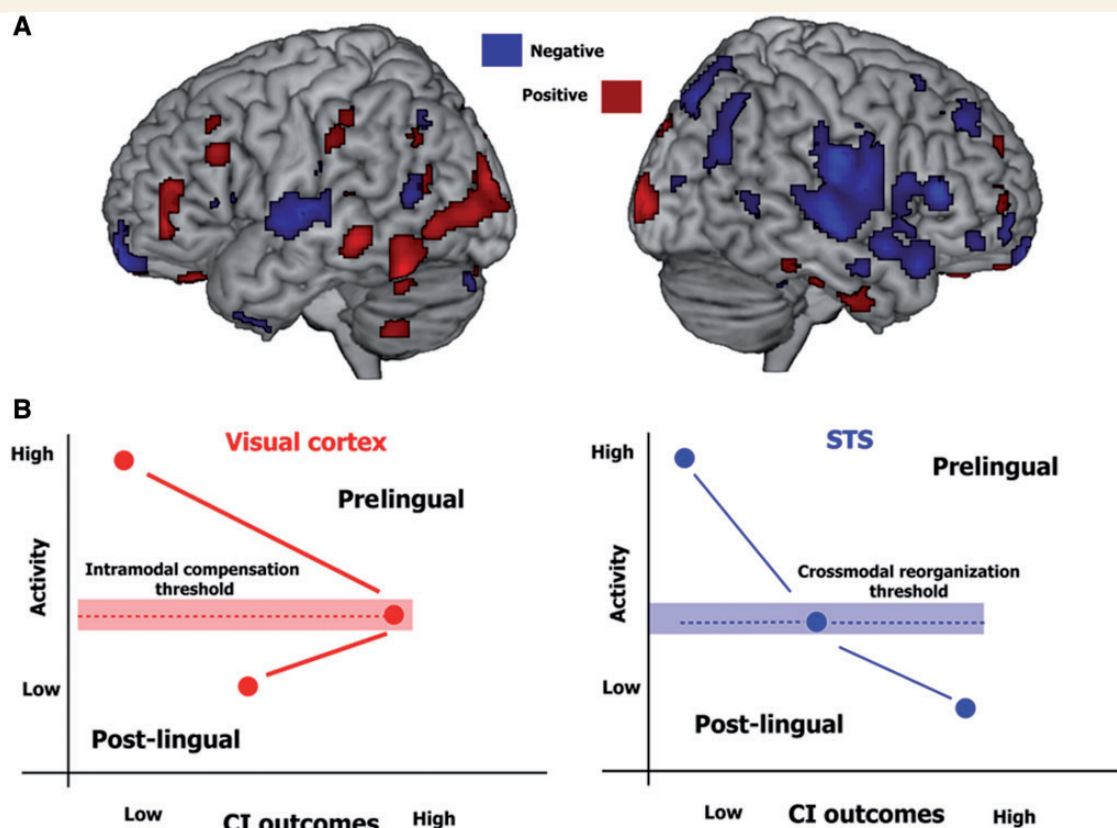 A
Negative
Positive
B
High
Visual cortex
Prelingual
Intramodal compensation
threshold
Activity
Low
Post-lingual
Low
CI outcomes
High
High
STS
Prelingual
Crossmodal reorganization
threshold
Activity
Low
Post-lingual
Low
CI outcomes
High